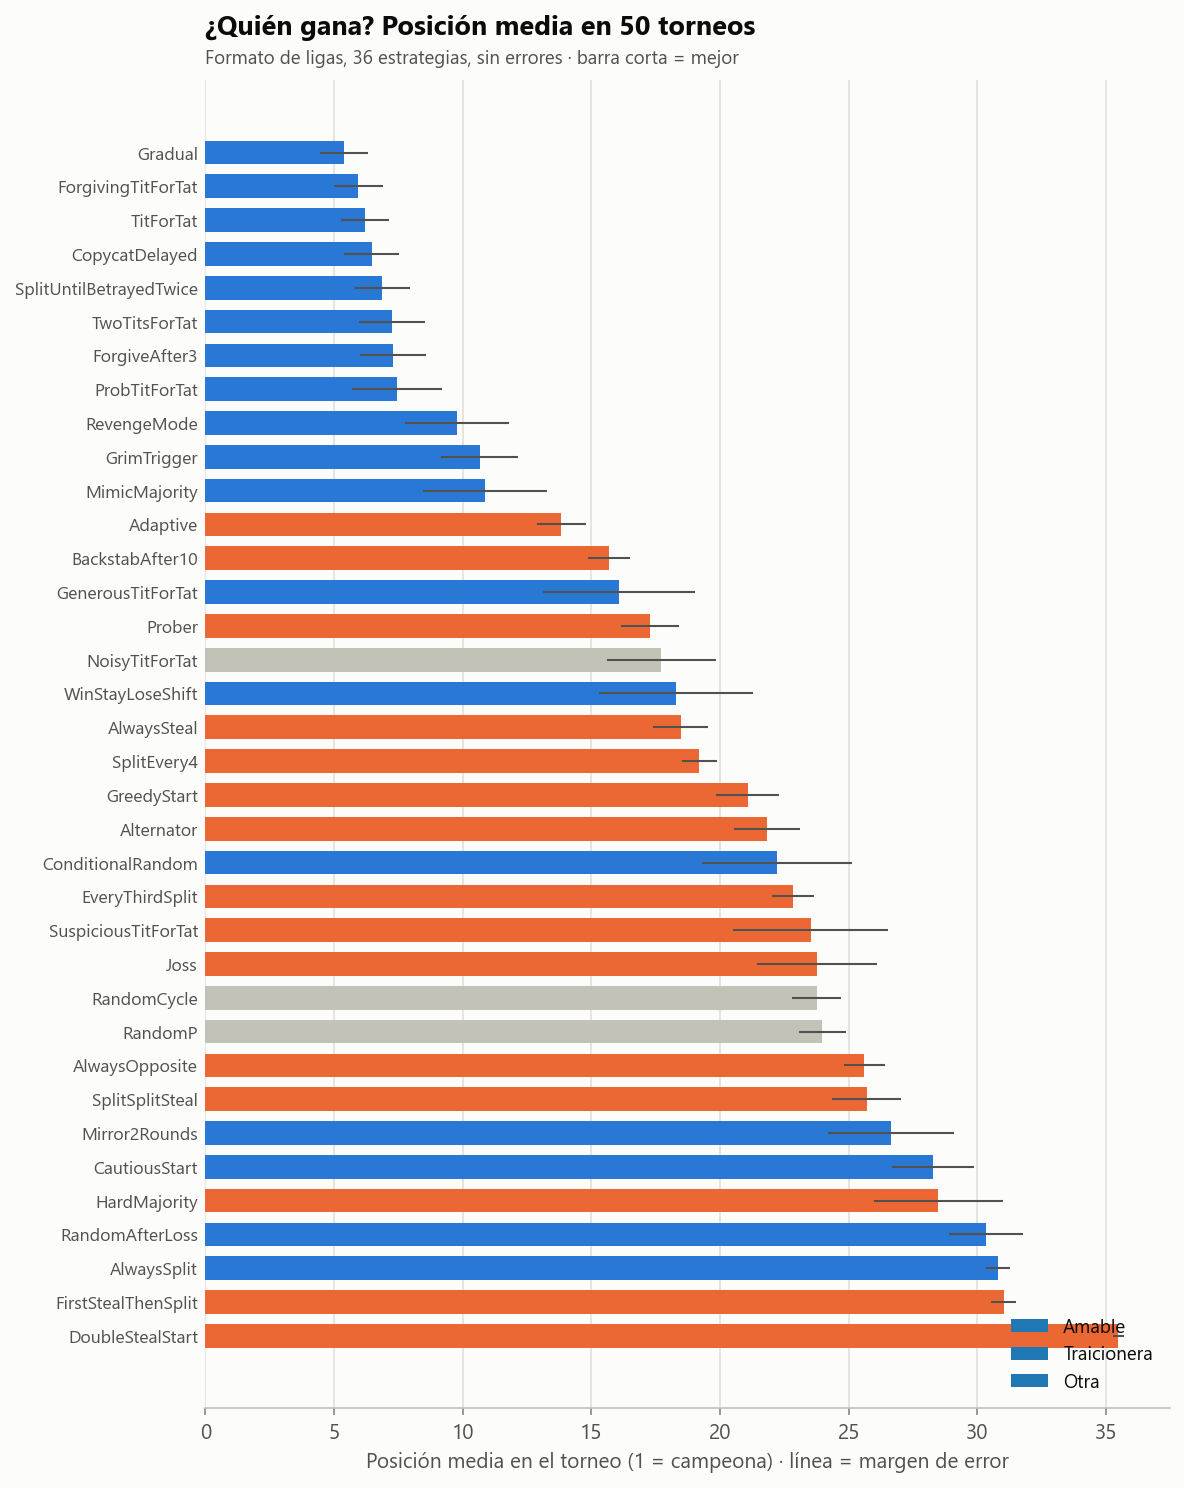 ¿Quién gana? Posición media en 50 torneos
Formato de ligas, 36 estrategias, sin errores · barra corta = mejor
Gradual
ForgivingTitForTat
TitForTat
CopycatDelayed
SplitUntilBetrayedTwice
TwoTitsForTat
ForgiveAfter3
ProbTitForTat
RevengeMode
GrimTrigger
MimicMajority
Adaptive
BackstabAfter10
GenerousTitForTat
Prober
NoisyTitForTat
WinStayLoseShift
AlwaysSteal
SplitEvery4
GreedyStart
Alternator
ConditionalRandom
EveryThirdSplit
SuspiciousTitForTat
Joss
RandomCycle
RandomP
AlwaysOpposite
SplitSplitSteal
Mirror2Rounds
CautiousStart
HardMajority
RandomAfterLoss
AlwaysSplit
FirstStealThenSplit
DoubleStealStart
Amable
Traicionera
Otra
0 5 10 15 20 25 30 35
Posición media en el torneo (1 = campeona) · línea = margen de error